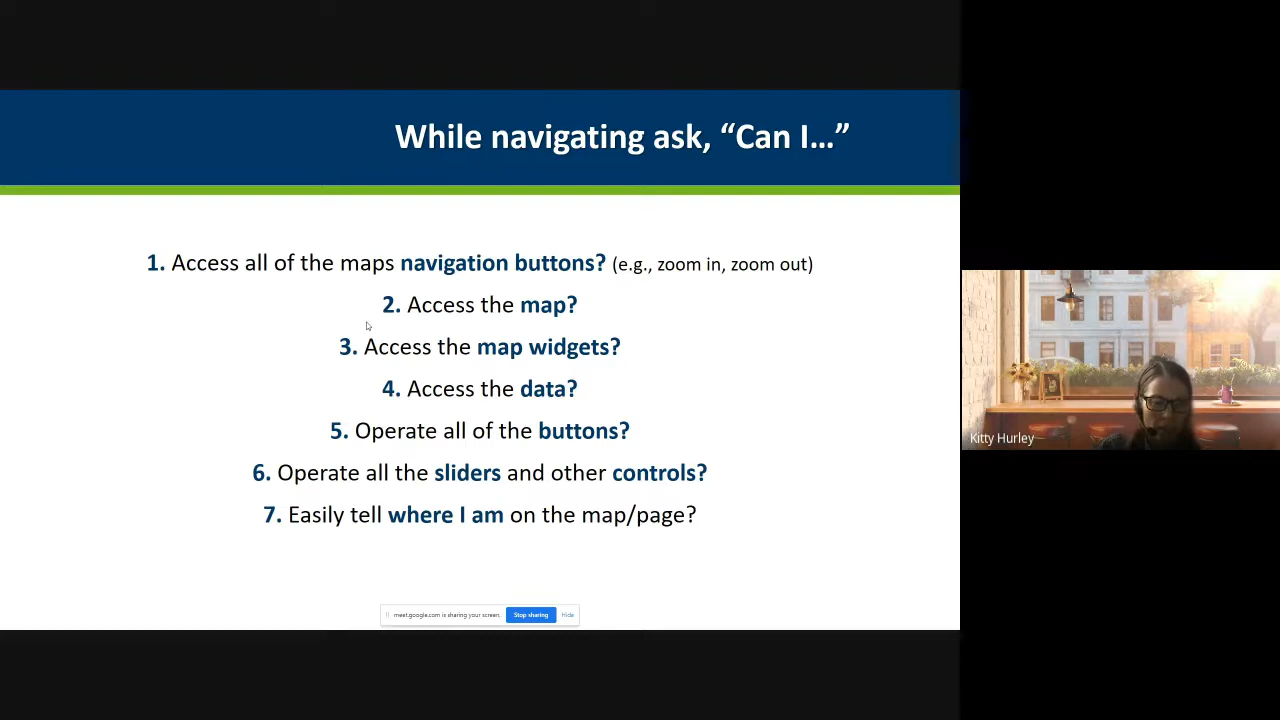 While navigating ask, “Can I…”
1. Access all of the maps navigation buttons? (e.g., zoom in, zoom out)
2. Access the map?
3. Access the map widgets?
4. Access the data?
5. Operate all of the buttons?
6. Operate all the sliders and other controls?
7. Easily tell where I am on the map/page?
Kitty Hurley
meet.google.com is sharing your screen. Stop sharing Hide